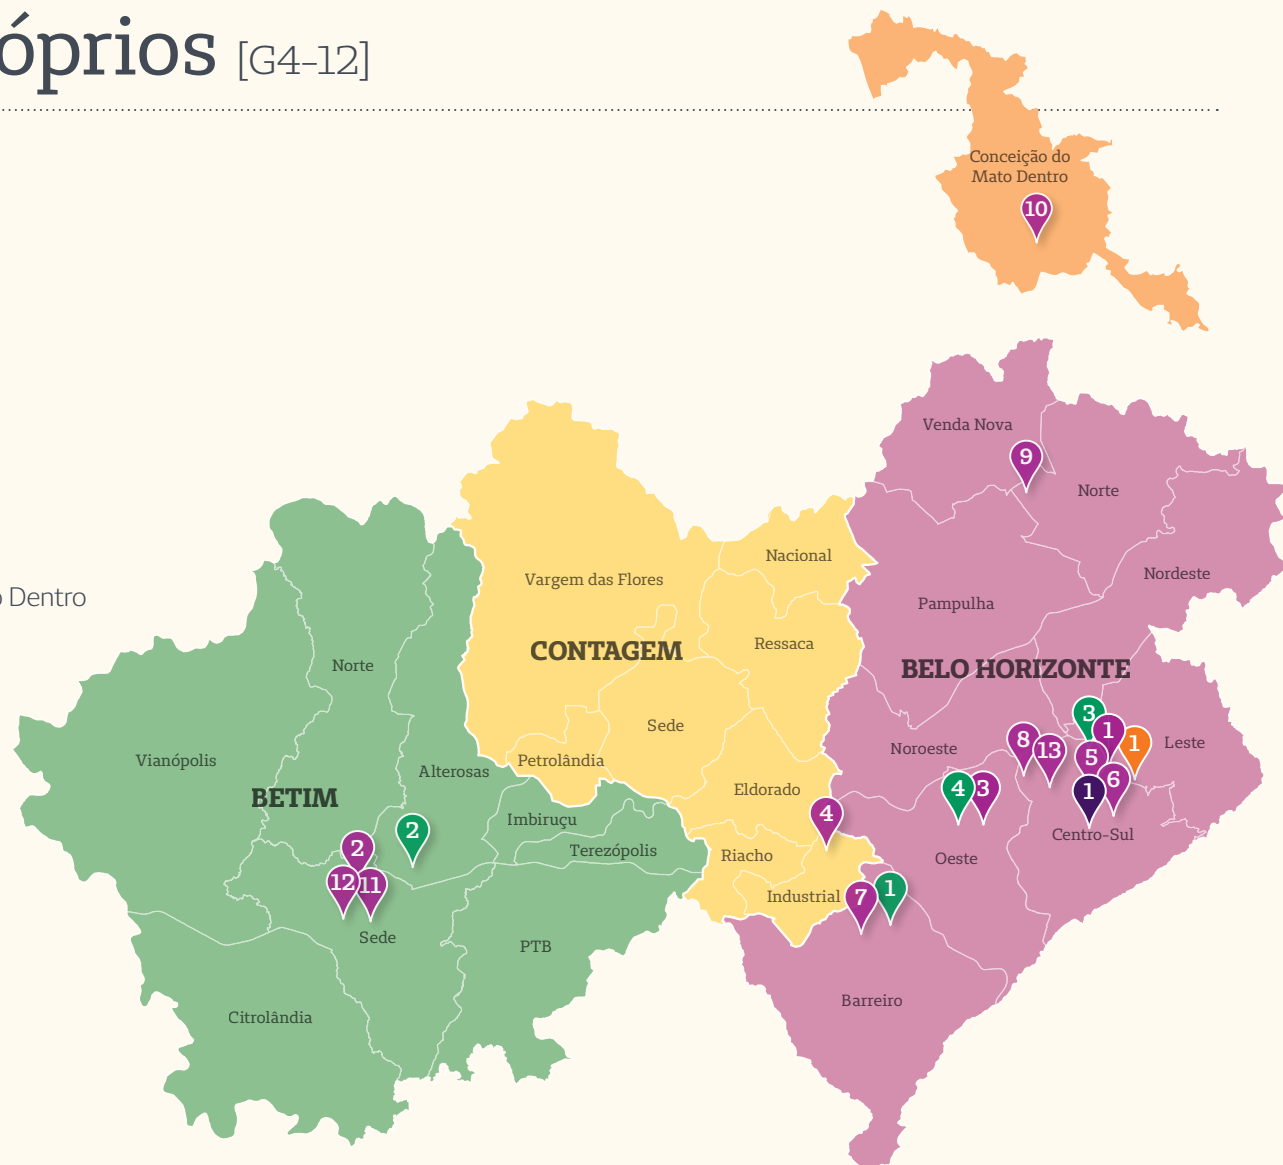 óprios [G4-12]
Conceição do
Mato Dentro
10
Venda Nova
9
Norte
Nordeste
Pampulha
BELO HORIZONTE
Noroeste
Leste
3
1
1
8
13
5
6
1
4
3
Centro-Sul
Oeste
7
1
Barreiro
o Dentro
Nacional
Vargem das Flores
Ressaca
CONTAGEM
Sede
Petrolândia
Eldorado
4
Riacho
Industrial
Norte
Vianópolis
Alterosas
BETIM
Imbiruçu
Terezópolis
2
2
12
11
Sede
PTB
Citrolândia